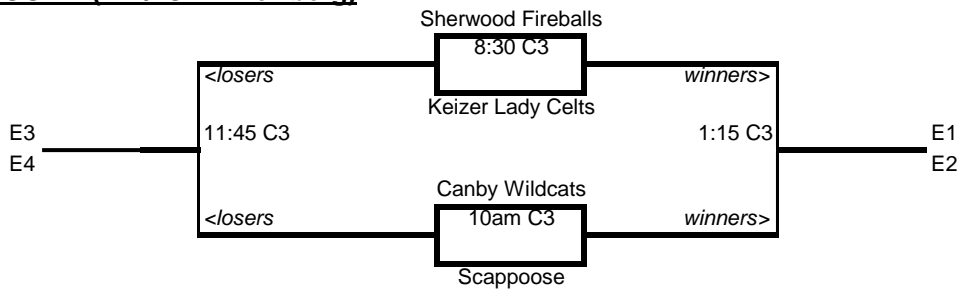 Sherwood Fireballs
8:30 C3
<losers
winners>
Keizer Lady Celts
E3
11:45 C3
1:15 C3
E1
E4
E2
Canby Wildcats
<losers
10am C3
winners>
Scappoose